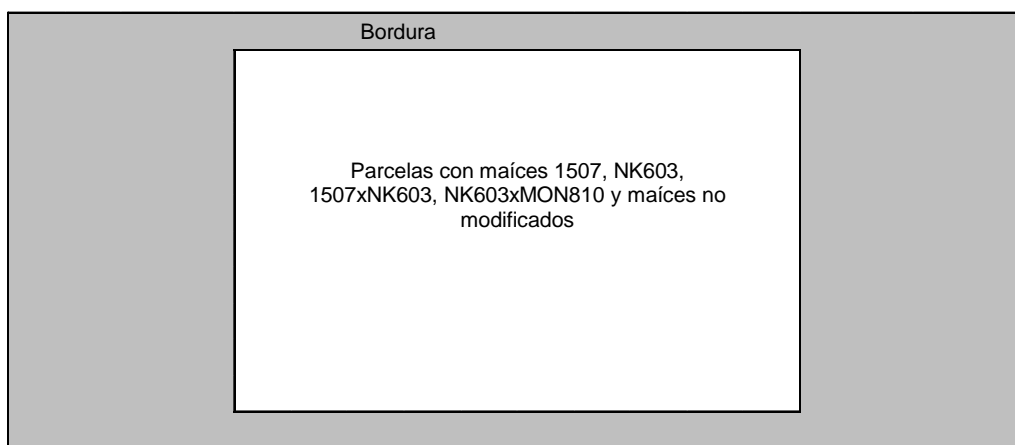 Bordura
Parcelas con maíces 1507, NK603,
1507xNK603, NK603xMON810 y maíces no
modificados